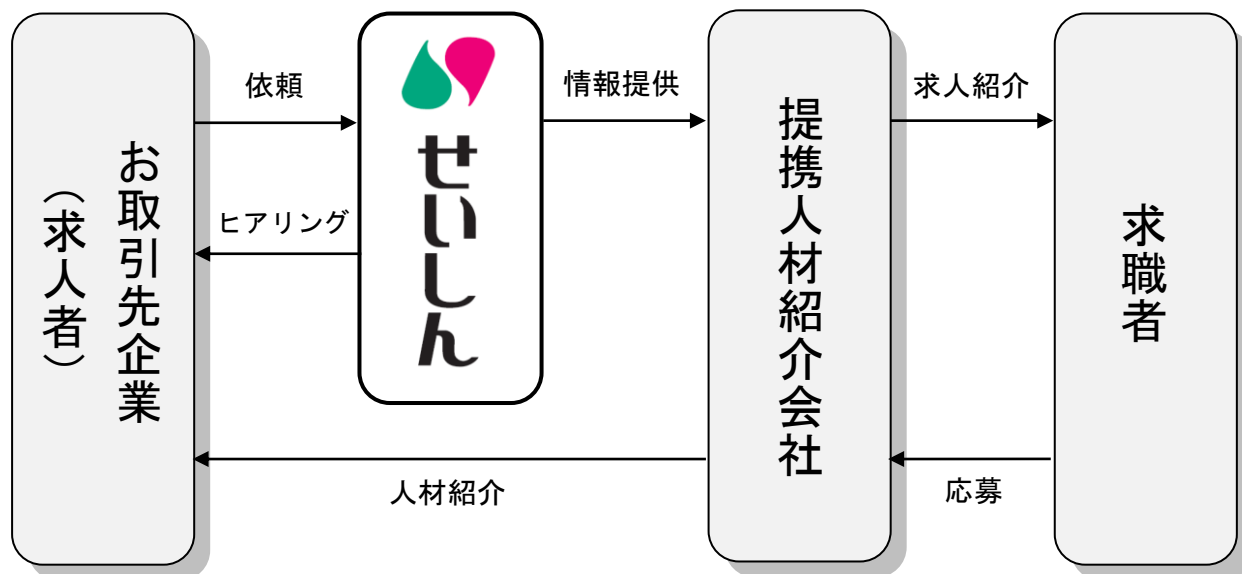 お取引先企業
（求人者）
依頼
ヒアリング
せいしん
情報提供
提携人材紹介会社
求人紹介
求職者
人材紹介
応募